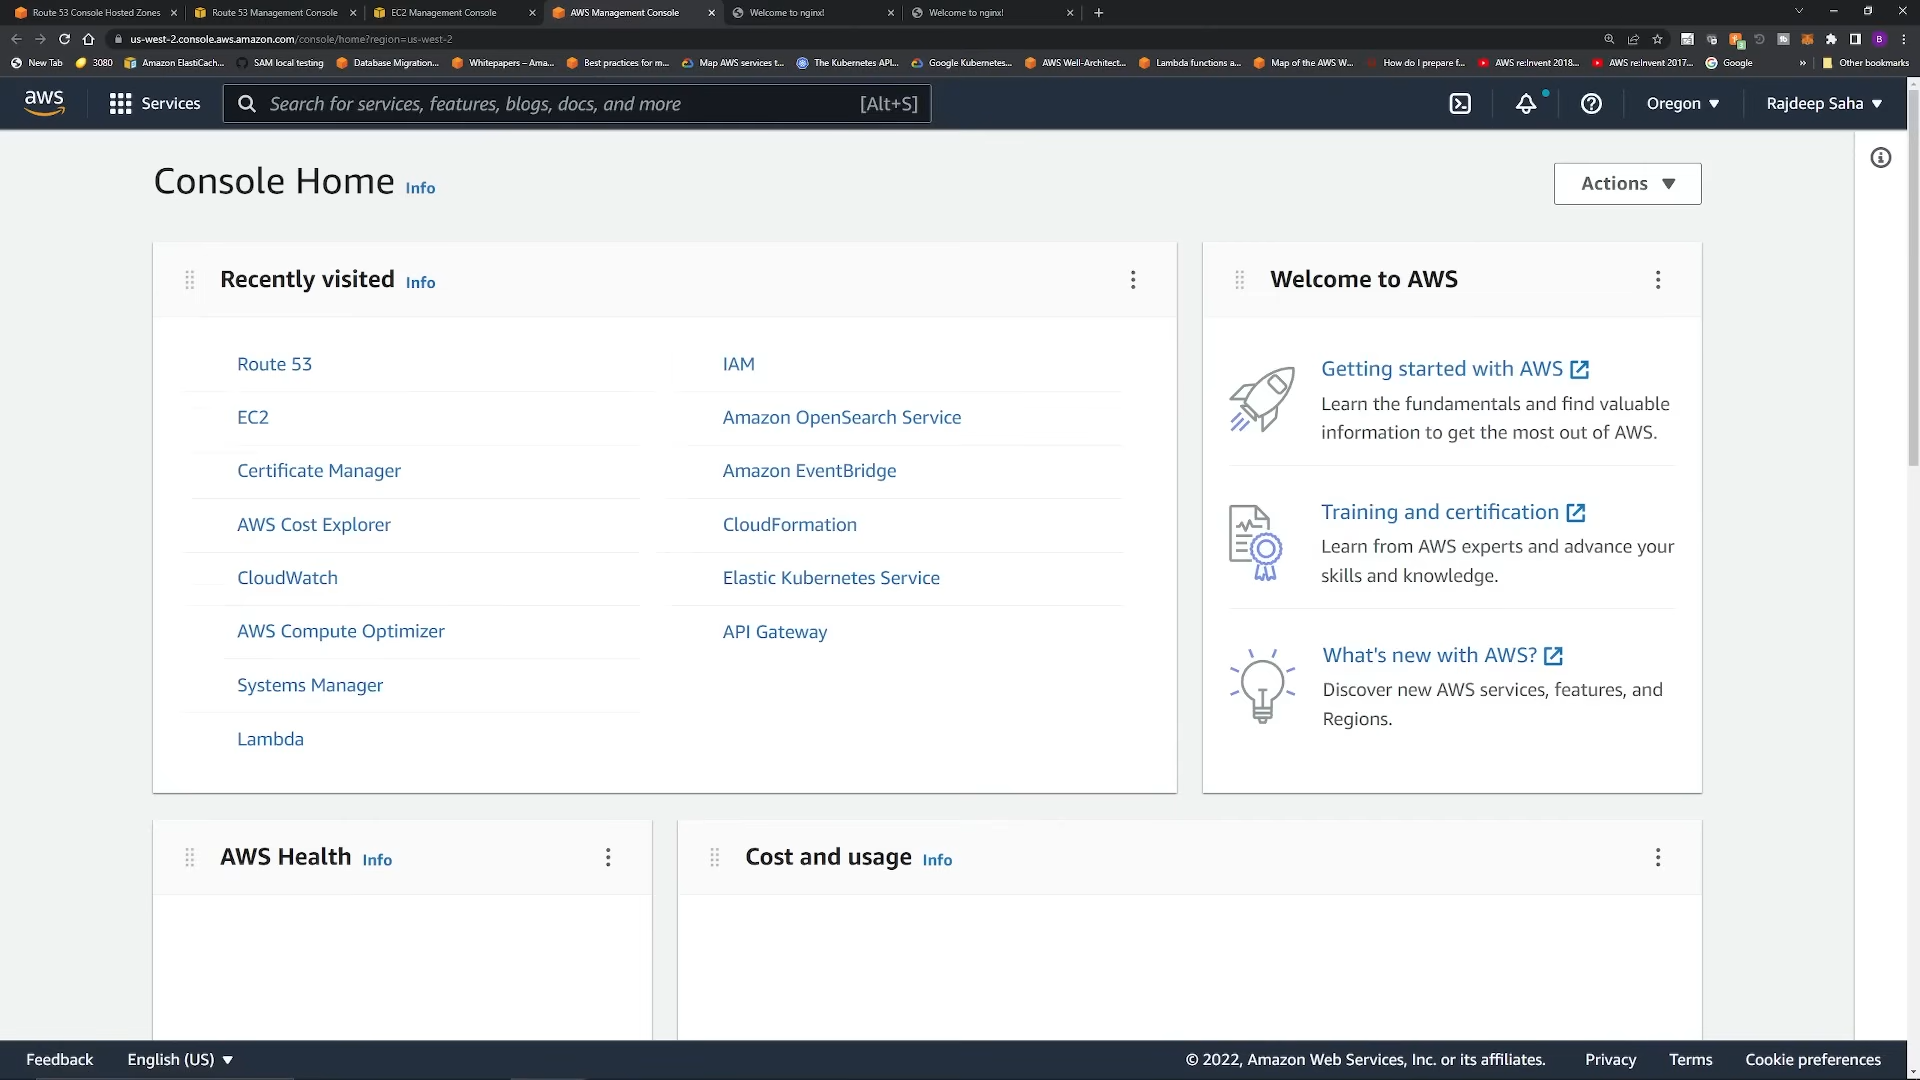 Route 53 Console Hosted Zones
Route 53 Management Console
EC2 Management Console
AWS Management Console
Welcome to nginx!
Welcome to nginx!
us-west-2.console.aws.amazon.com/console/home?region=us-west-2
B
New Tab
3080
Amazon ElastiCach...
SAM local testing
Database Migration...
Whitepapers – Ama...
Best practices for m...
Map AWS services t...
The Kubernetes API...
Google Kubernetes...
AWS Well-Architect...
Lambda functions a...
Map of the AWS W...
How do I prepare f...
AWS re:Invent 2018...
AWS re:Invent 2017...
Google
»
Other bookmarks
aws
Services
Search for services, features, blogs, docs, and more
[Alt+S]
Oregon
Rajdeep Saha
Console Home
Info
Actions
Recently visited
Info
Route 53
EC2
Certificate Manager
AWS Cost Explorer
CloudWatch
AWS Compute Optimizer
Systems Manager
Lambda
IAM
Amazon OpenSearch Service
Amazon EventBridge
CloudFormation
Elastic Kubernetes Service
API Gateway
Welcome to AWS
Getting started with AWS
Learn the fundamentals and find valuable
information to get the most out of AWS.
Training and certification
Learn from AWS experts and advance your
skills and knowledge.
What's new with AWS?
Discover new AWS services, features, and
Regions.
AWS Health
Info
Cost and usage
Info
Feedback
English (US)
© 2022, Amazon Web Services, Inc. or its affiliates.
Privacy
Terms
Cookie preferences